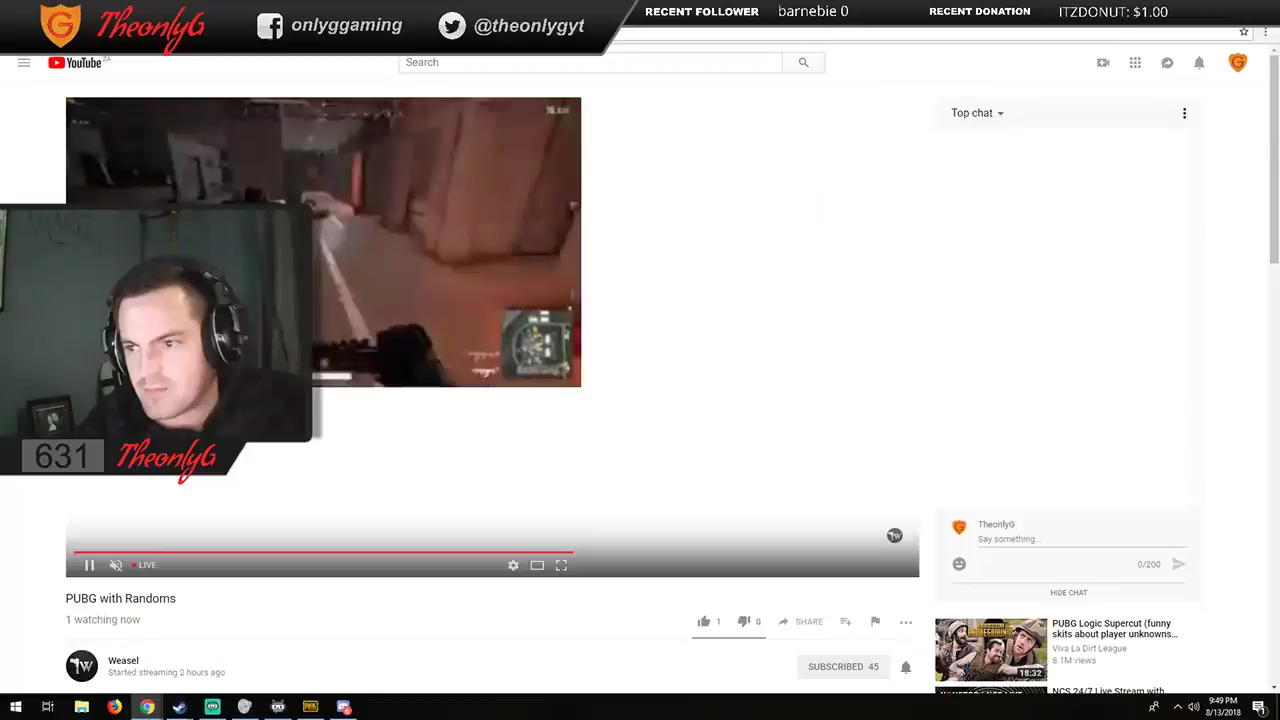 TheonlyG
onlyggaming
@theonlygyt
RECENT FOLLOWER
barnebie 0
RECENT DONATION
ITZDONUT: $1.00
YouTube ZA
Search
Top chat
631
TheonlyG
TheonlyG
Say something...
0/200
HIDE CHAT
LIVE
PUBG with Randoms
1 watching now
1
0
SHARE
Weasel
Started streaming 2 hours ago
SUBSCRIBED 45
PUBG Logic Supercut (funny
skits about player unknowns...
Viva La Dirt League
8.1M views
18:32
NCS 24/7 Live Stream with
9:49 PM
8/13/2018